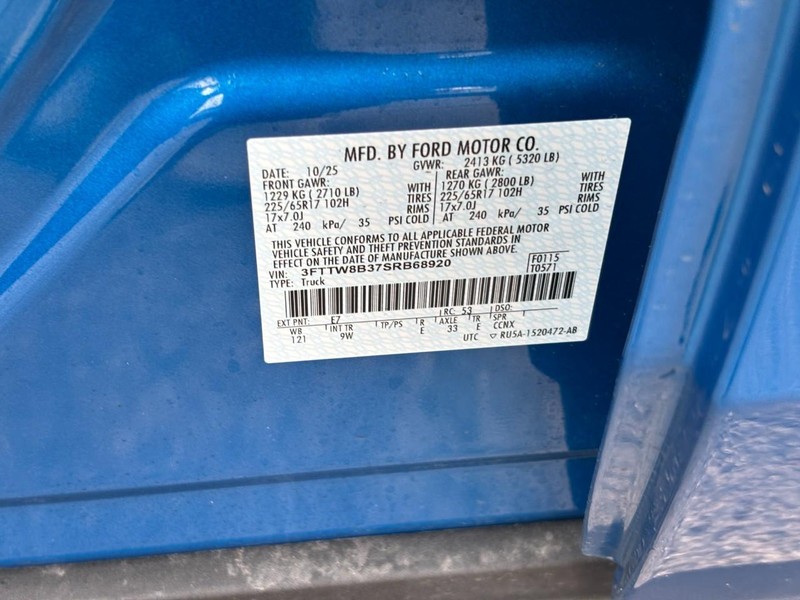 MFD. BY FORD MOTOR CO.
DATE: 10/25 GVWR: 2413 KG ( 5320 LB)
FRONT GAWR: REAR GAWR:
1229 KG ( 2710 LB) WITH 1270 KG ( 2800 LB) WITH
225/65R17 102H TIRES 225/65R17 102H TIRES
17x7.0J RIMS 17x7.0J RIMS
AT 240 kPa/ 35 PSI COLD AT 240 kPa/ 35 PSI COLD
THIS VEHICLE CONFORMS TO ALL APPLICABLE FEDERAL MOTOR
VEHICLE SAFETY AND THEFT PREVENTION STANDARDS IN
EFFECT ON THE DATE OF MANUFACTURE SHOWN ABOVE.
VIN: 3FTTW8B37SRB68920 F0115
TYPE: Truck T0571
EXT PNT: E7 RC: 53 DSO:
WB INT TR TP/PS R AXLE TR SPR
121 9W E 33 E CCNX
UTC ▽ RU5A-1520472-AB